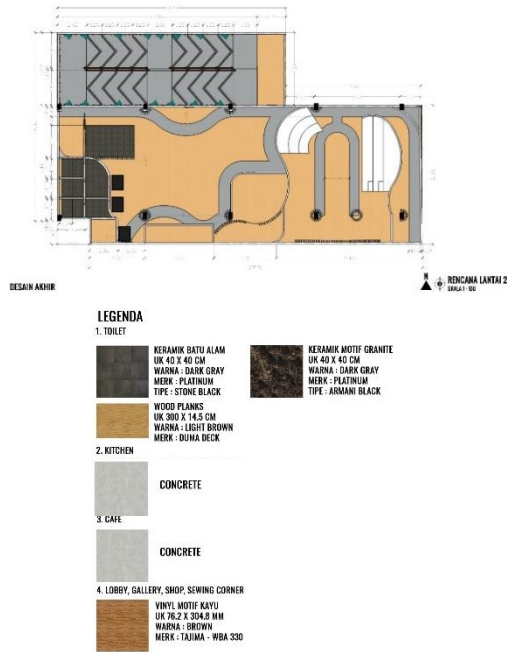 DESAIN AKHIR
N
RENCANA LANTAI 2
SKALA 1 : 100
LEGENDA
1. TOILET
KERAMIK BATU ALAM
UK 40 X 40 CM
WARNA : DARK GRAY
MERK : PLATINUM
TIPE : STONE BLACK
KERAMIK MOTIF GRANITE
UK 40 X 40 CM
WARNA : DARK GRAY
MERK : PLATINUM
TIPE : ARMANI BLACK
WOOD PLANKS
UK 300 X 14.5 CM
WARNA : LIGHT BROWN
MERK : DUMA DECK
2. KITCHEN
CONCRETE
3. CAFE
CONCRETE
4. LOBBY, GALLERY, SHOP, SEWING CORNER
VINYL MOTIF KAYU
UK 76.2 X 304.8 MM
WARNA : BROWN
MERK : TAJIMA - WBA 330